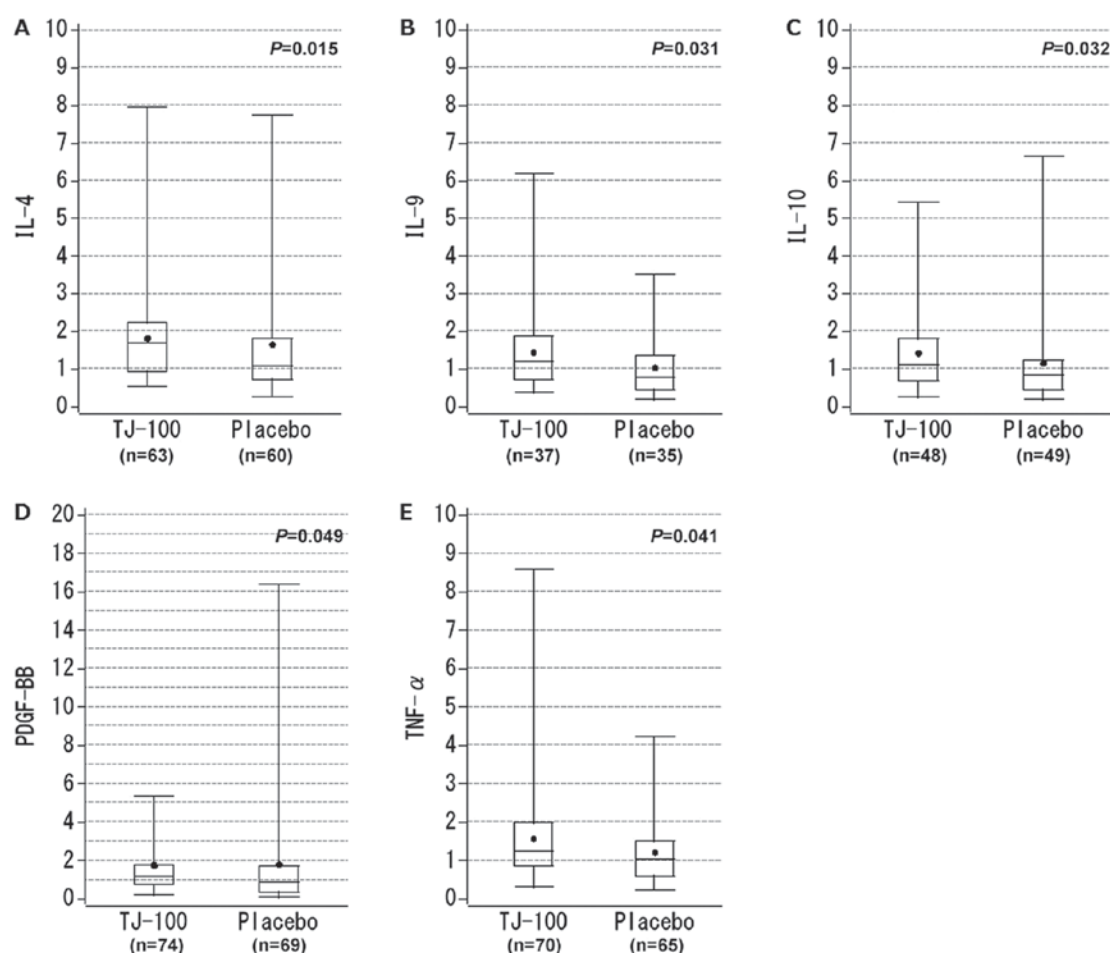 A
P=0.015
10
9
8
7
6
5
4
3
2
1
0
IL-4
TJ-100
Placebo
(n=63)
(n=60)
B
P=0.031
10
9
8
7
6
5
4
3
2
1
0
IL-9
TJ-100
Placebo
(n=37)
(n=35)
C
P=0.032
10
9
8
7
6
5
4
3
2
1
0
IL-10
TJ-100
Placebo
(n=48)
(n=49)
D
P=0.049
20
18
16
14
12
10
8
6
4
2
0
PDGF-BB
TJ-100
Placebo
(n=74)
(n=69)
E
P=0.041
10
9
8
7
6
5
4
3
2
1
0
TNF-α
TJ-100
Placebo
(n=70)
(n=65)